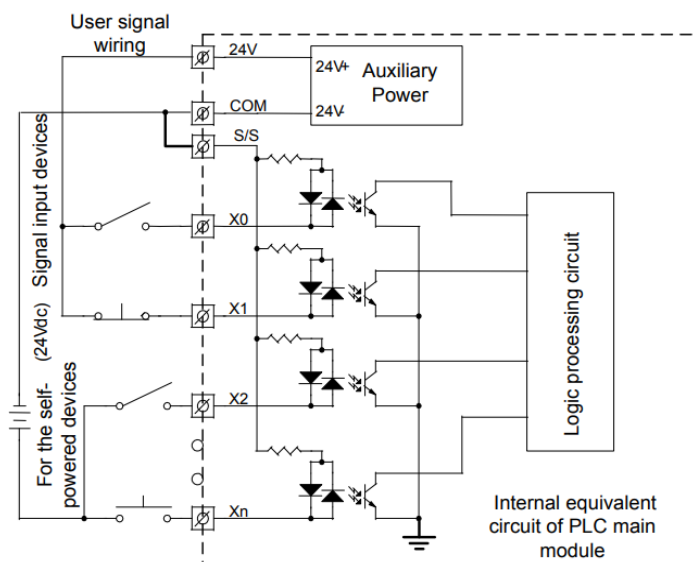 User signal
wiring
24V
24V+
Auxiliary
Power
COM
24V-
S/S
Signal input devices
(24Vdc)
For the self-
powered devices
X0
X1
X2
Xn
Logic processing circuit
Internal equivalent
circuit of PLC main
module